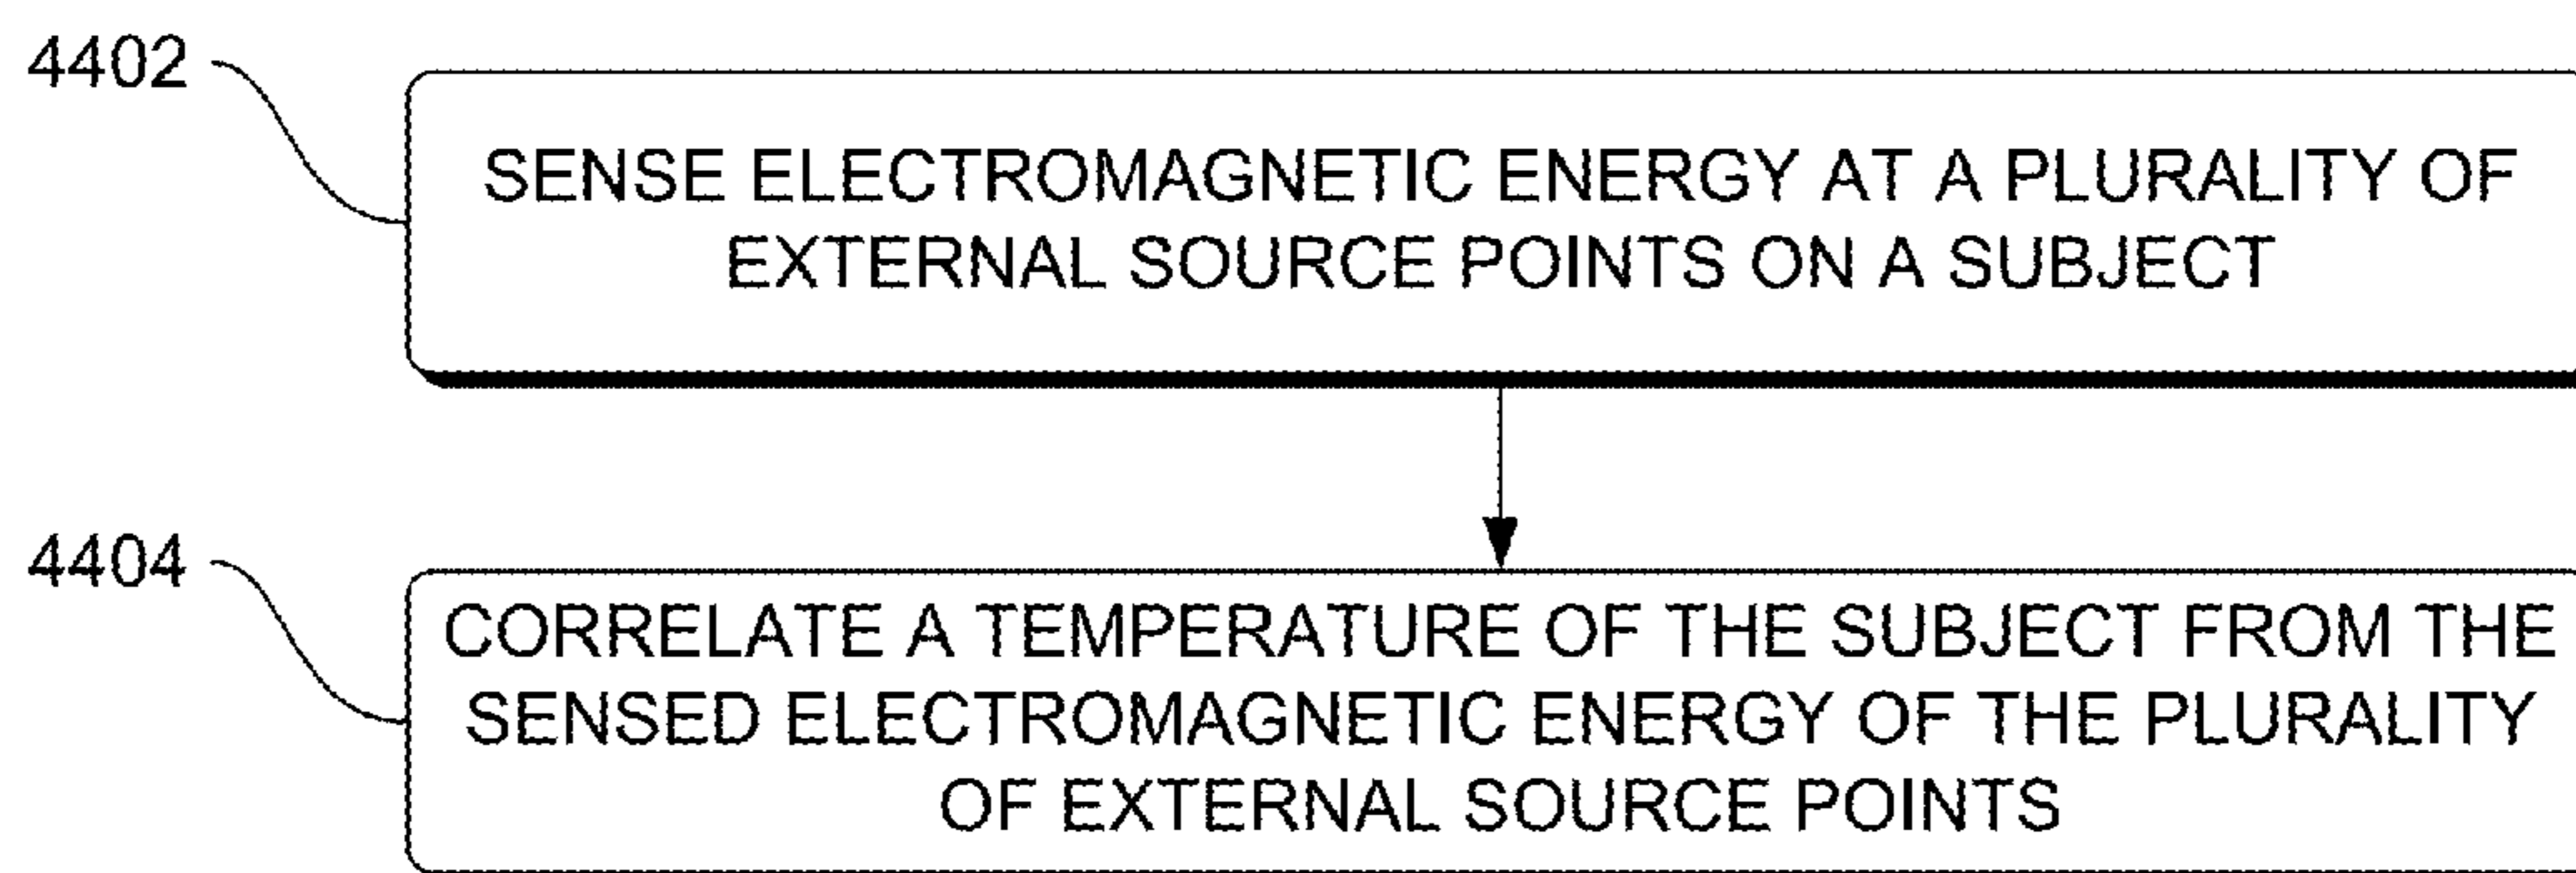 4402
SENSE ELECTROMAGNETIC ENERGY AT A PLURALITY OF
EXTERNAL SOURCE POINTS ON A SUBJECT
4404
CORRELATE A TEMPERATURE OF THE SUBJECT FROM THE
SENSED ELECTROMAGNETIC ENERGY OF THE PLURALITY
OF EXTERNAL SOURCE POINTS